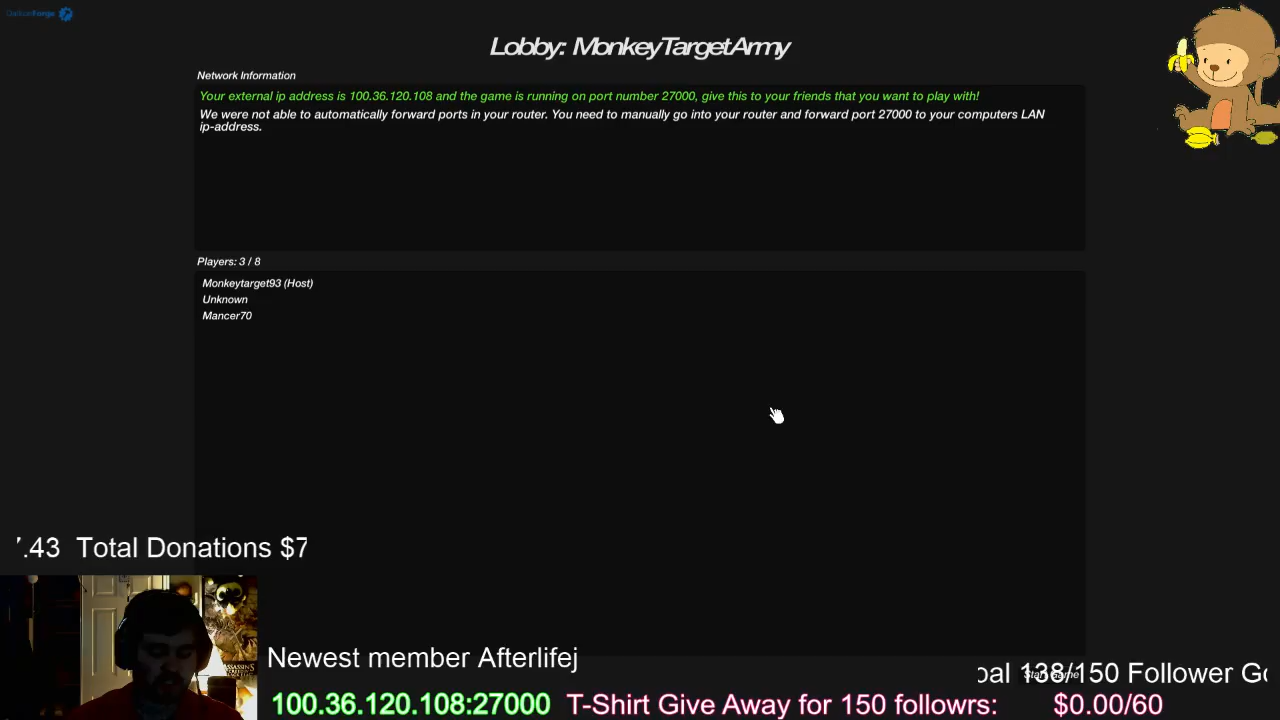 Lobby: MonkeyTargetArmy
Network Information
Your external ip address is 100.36.120.108 and the game is running on port number 27000, give this to your friends that you want to play with!
We were not able to automatically forward ports in your router. You need to manually go into your router and forward port 27000 to your computers LAN
ip-address.
Players: 3 / 8
Monkeytarget93 (Host)
Unknown
Mancer70
.43 Total Donations $7
Newest member Afterlifej
oal 138/150 Follower Go
Start Game
100.36.120.108:27000 T-Shirt Give Away for 150 followrs: $0.00/60